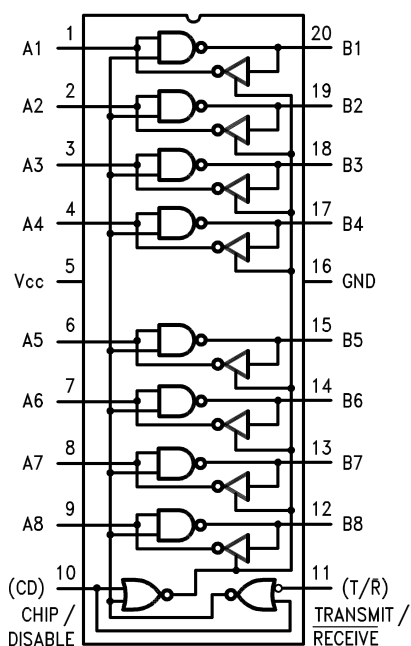 A1 1 20 B1
A2 2 19 B2
A3 3 18 B3
A4 4 17 B4
Vcc 5 16 GND
A5 6 15 B5
A6 7 14 B6
A7 8 13 B7
A8 9 12 B8
(CD) 10 11 (T/R)
CHIP / TRANSMIT /
DISABLE RECEIVE